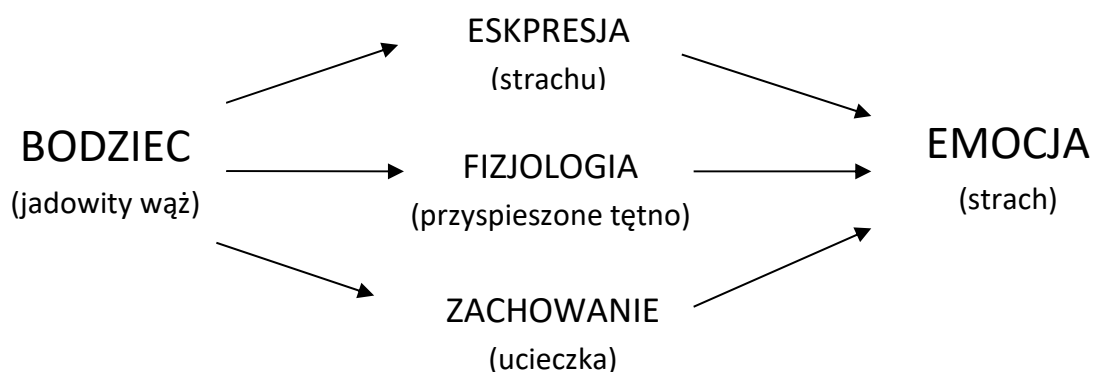 ESKPRESJA
(strachu)
BODZIEC
(jadowity wąż)
FIZJOLOGIA
(przyspieszone tętno)
EMOCJA
(strach)
ZACHOWANIE
(ucieczka)